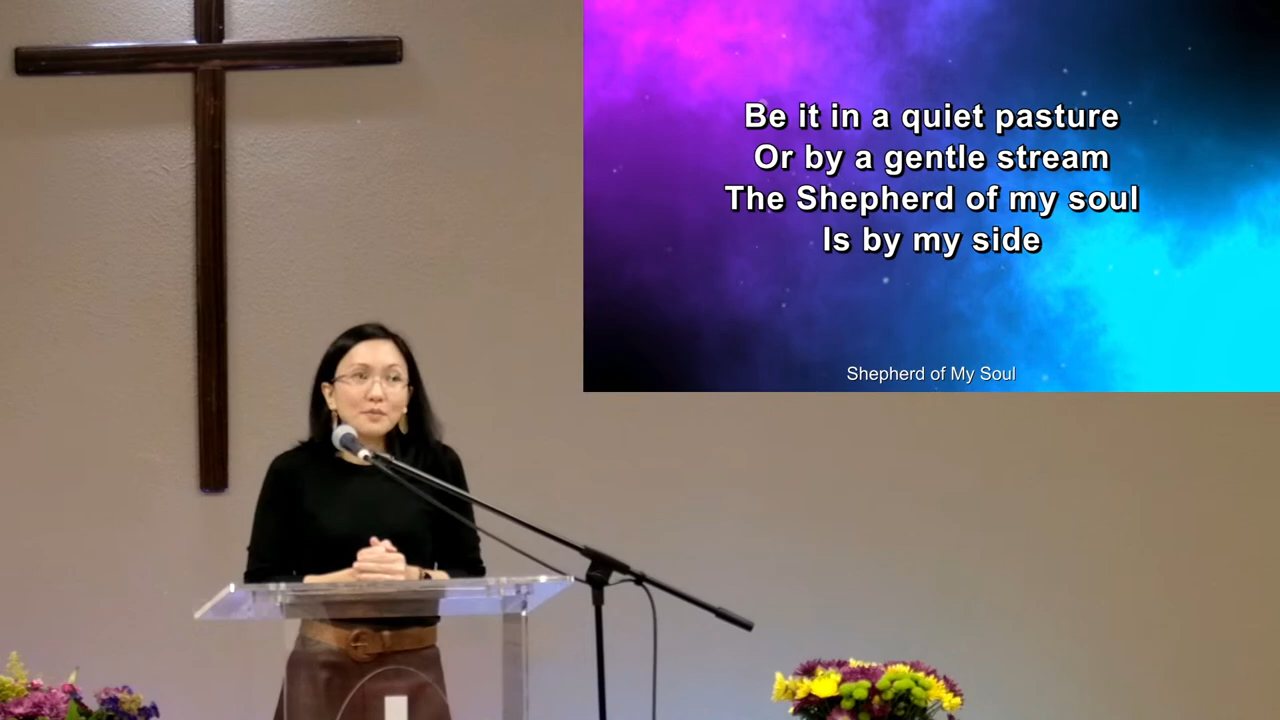 Be it in a quiet pasture
Or by a gentle stream
The Shepherd of my soul
Is by my side
Shepherd of My Soul